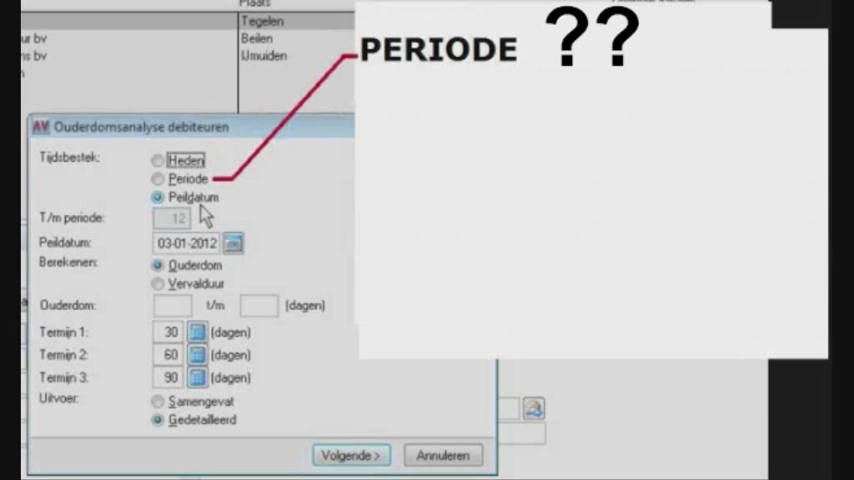 Plaats
Tegelen
ur bv Beilen
ns bv IJmuiden
PERIODE ??
AV Ouderdomsanalyse debiteuren
Tijdsbestek: Heden
Periode
Peildatum
T/m periode: 12
Peildatum: 03-01-2012
Berekenen: Ouderdom
Vervalduur
Ouderdom: t/m (dagen)
Termijn 1: 30 (dagen)
Termijn 2: 60 (dagen)
Termijn 3: 90 (dagen)
Uitvoer: Samengevat
Gedetailleerd
Volgende > Annuleren